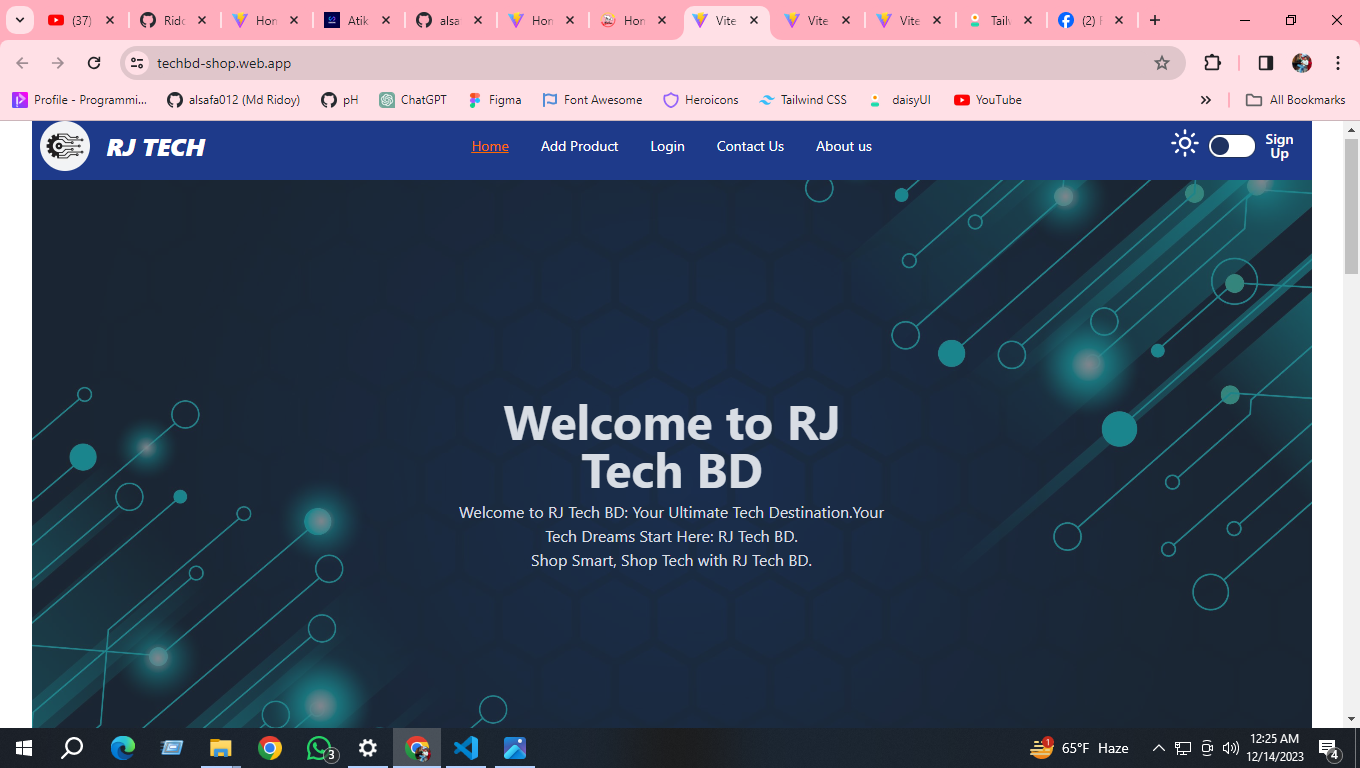 (37)
Rido
Hon
Atik
alsa
Hon
Hon
Vite
Vite
Vite
Tailw
(2) F
techbd-shop.web.app
Profile - Programmi...
alsafa012 (Md Ridoy)
pH
ChatGPT
Figma
Font Awesome
Heroicons
Tailwind CSS
daisyUI
YouTube
»
All Bookmarks
RJ TECH
Home
Add Product
Login
Contact Us
About us
Sign
Up
Welcome to RJ
Tech BD
Welcome to RJ Tech BD: Your Ultimate Tech Destination.Your
Tech Dreams Start Here: RJ Tech BD.
Shop Smart, Shop Tech with RJ Tech BD.
3
1
65°F Haze
12:25 AM
12/14/2023
4